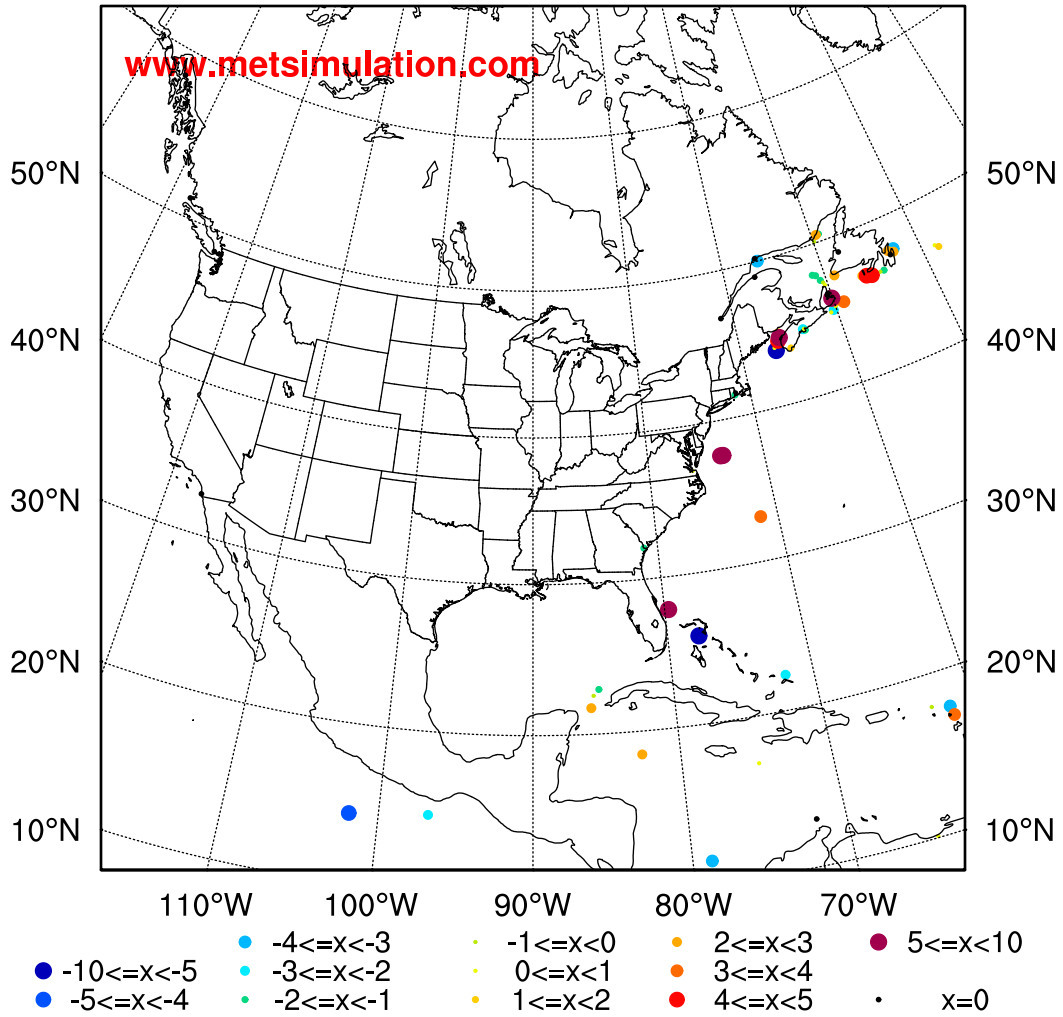 www.metsimulation.com
50°N 50°N
40°N 40°N
30°N 30°N
20°N 20°N
10°N 10°N
110°W 100°W 90°W 80°W 70°W
-4<=x<-3 -1<=x<0 2<=x<3 5<=x<10
-10<=x<-5 -3<=x<-2 0<=x<1 3<=x<4
-5<=x<-4 -2<=x<-1 1<=x<2 4<=x<5 x=0